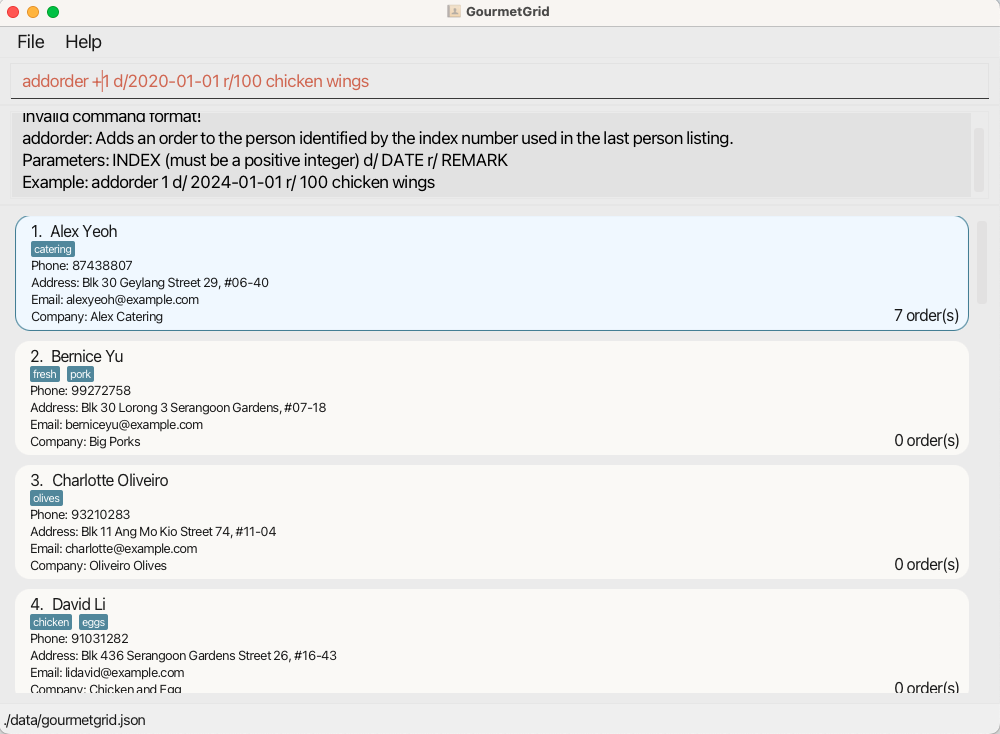 GourmetGrid
File Help
addorder +1 d/2020-01-01 r/100 chicken wings
Invalid command format!
addorder: Adds an order to the person identified by the index number used in the last person listing.
Parameters: INDEX (must be a positive integer) d/ DATE r/ REMARK
Example: addorder 1 d/ 2024-01-01 r/ 100 chicken wings
1. Alex Yeoh
catering
Phone: 87438807
Address: Blk 30 Geylang Street 29, #06-40
Email: alexyeoh@example.com
Company: Alex Catering
7 order(s)
2. Bernice Yu
fresh pork
Phone: 99272758
Address: Blk 30 Lorong 3 Serangoon Gardens, #07-18
Email: berniceyu@example.com
Company: Big Porks
0 order(s)
3. Charlotte Oliveiro
olives
Phone: 93210283
Address: Blk 11 Ang Mo Kio Street 74, #11-04
Email: charlotte@example.com
Company: Oliveiro Olives
0 order(s)
4. David Li
chicken eggs
Phone: 91031282
Address: Blk 436 Serangoon Gardens Street 26, #16-43
Email: lidavid@example.com
Company: Chicken and Egg
0 order(s)
./data/gourmetgrid.json